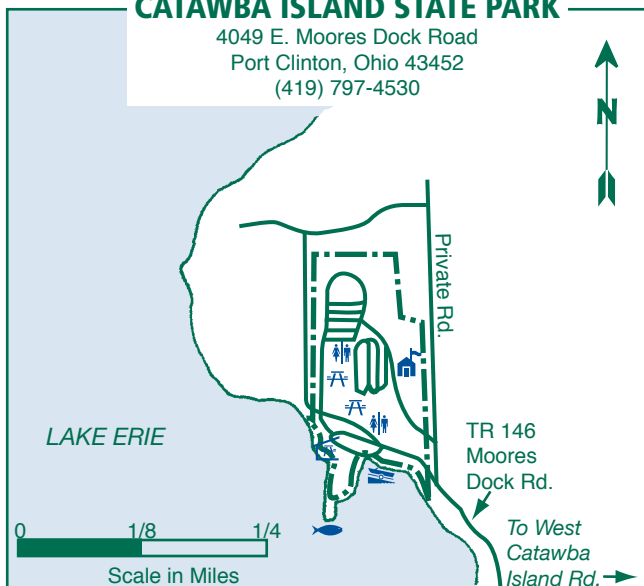 CATAWBA ISLAND STATE PARK
4049 E. Moores Dock Road
Port Clinton, Ohio 43452
(419) 797-4530
N
Private Rd.
LAKE ERIE
TR 146
Moores
Dock Rd.
0 1/8 1/4
Scale in Miles
To West
Catawba
Island Rd.